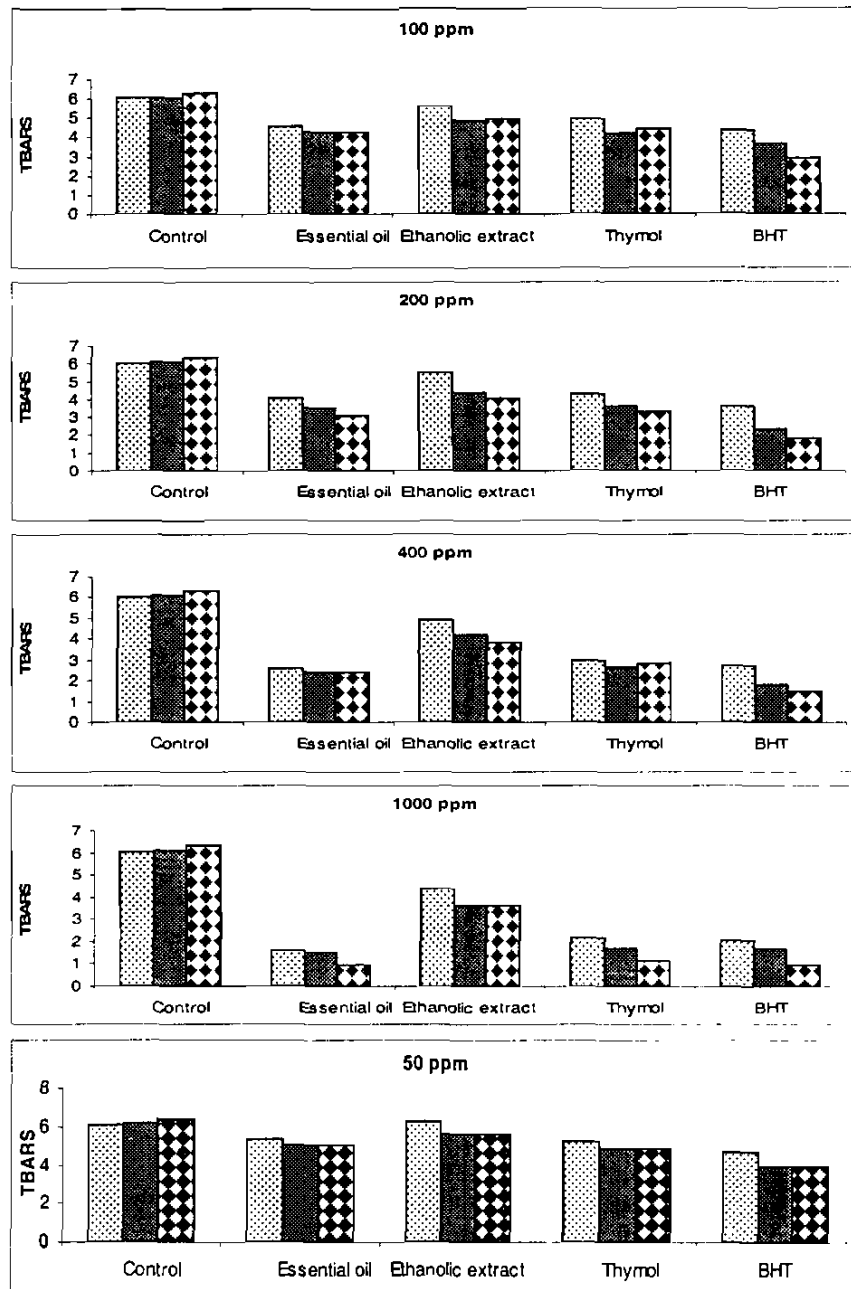 100 ppm
7
6
5
4
3
2
1
0
TBARS
Control Essential oil Ethanolic extract Thymol BHT
200 ppm
7
6
5
4
3
2
1
0
TBARS
Control Essential oil Ethanolic extract Thymol BHT
400 ppm
7
6
5
4
3
2
1
0
TBARS
Control Essential oil Ethanolic extract Thymol BHT
1000 ppm
7
6
5
4
3
2
1
0
TBARS
Control Essential oil Ethanolic extract Thymol BHT
50 ppm
8
6
4
2
0
TBARS
Control Essential oil Ethanolic extract Thymol BHT